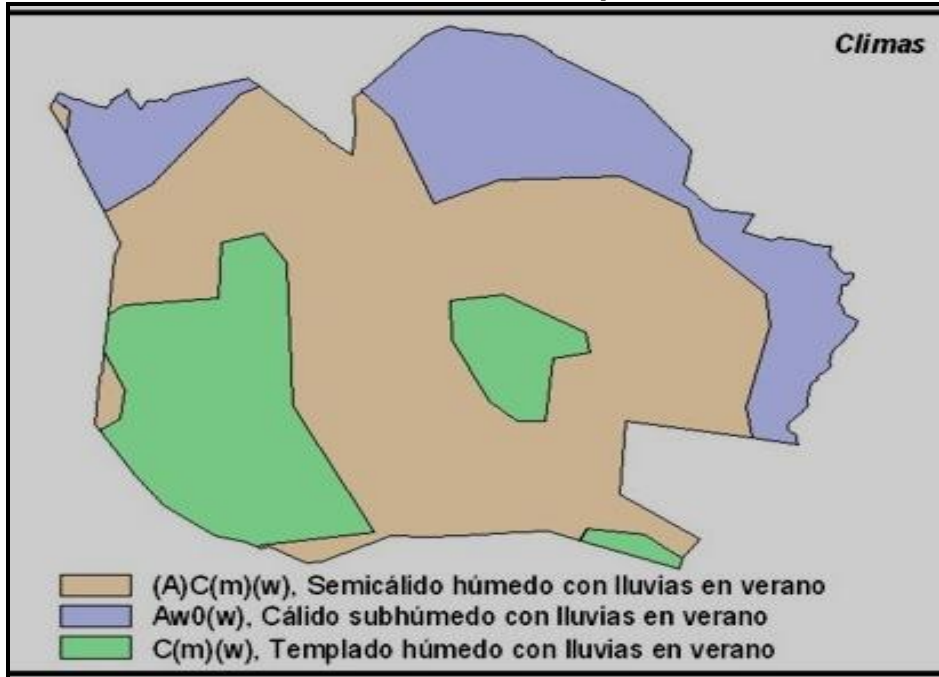 Climas
(A)C(m)(w), Semicálido húmedo con lluvias en verano
Aw0(w), Cálido subhúmedo con lluvias en verano
C(m)(w), Templado húmedo con lluvias en verano